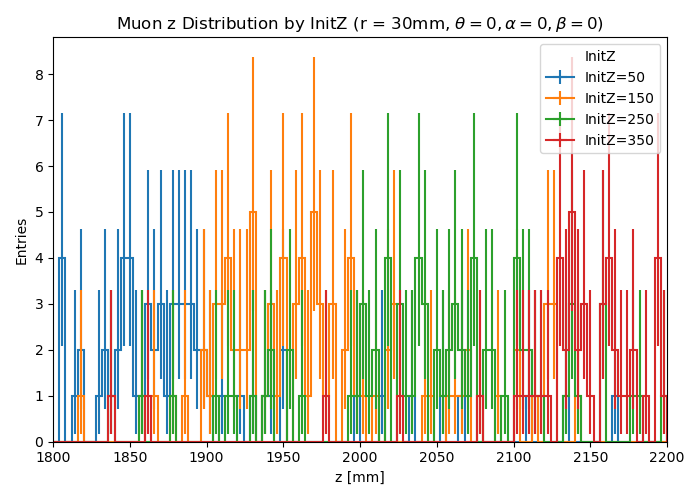 Muon z Distribution by InitZ (r = 30mm, θ = 0, α = 0, β = 0)
Entries
8
7
6
5
4
3
2
1
0
InitZ
InitZ=50
InitZ=150
InitZ=250
InitZ=350
1800 1850 1900 1950 2000 2050 2100 2150 2200
z [mm]